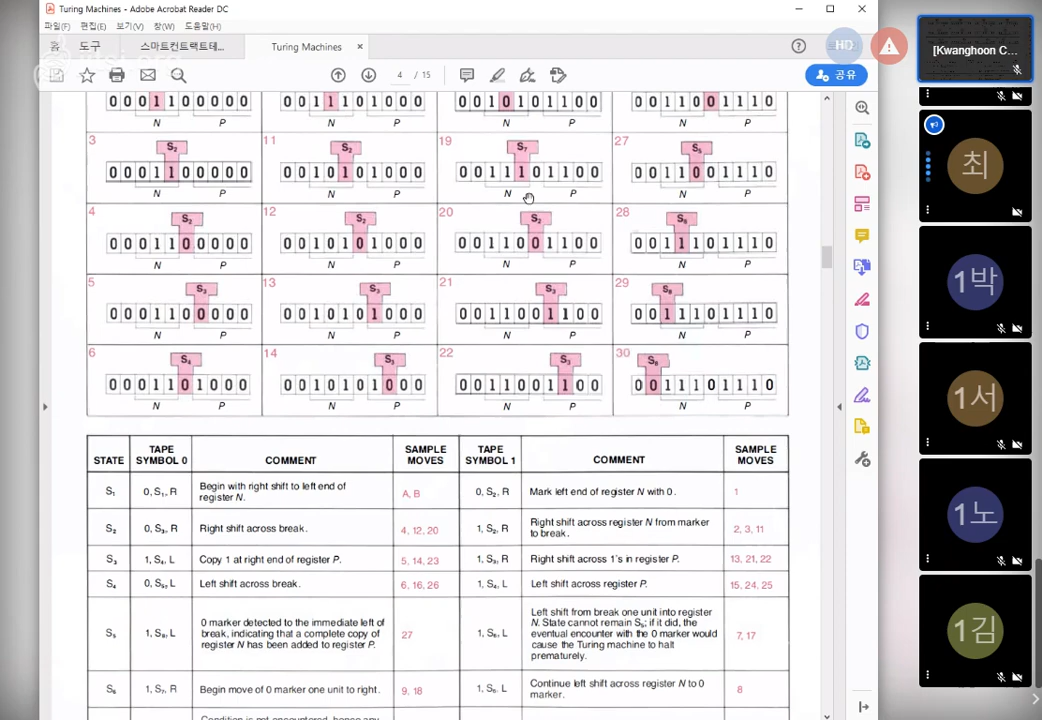 Turing Machines - Adobe Acrobat Reader DC
파일(F) 편집(E) 보기(V) 창(W) 도움말(H)
홈 도구 스마트컨트랙트테... Turing Machines × HD
4 / 15 공유
0 0 0 1 1 0 0 0 0 0 0 0 1 1 1 0 1 0 0 0 0 0 1 0 1 0 1 1 0 0 0 0 1 1 0 0 1 1 1 0
N P N P N P N P
3 S2 11 S2 19 S7 27 S5
0 0 0 1 1 0 0 0 0 0 0 0 1 0 1 0 1 0 0 0 0 0 1 1 1 0 1 1 0 0 0 0 1 1 0 0 1 1 1 0
N P N P N P N P
4 S2 12 S2 20 S2 28 S8
0 0 0 1 1 0 0 0 0 0 0 0 1 0 1 0 1 0 0 0 0 0 1 1 0 0 1 1 0 0 0 0 1 1 1 0 1 1 1 0
N P N P N P N P
5 S3 13 S3 21 S3 29 S8
0 0 0 1 1 0 0 0 0 0 0 0 1 0 1 0 1 0 0 0 0 0 1 1 0 0 1 1 0 0 0 0 1 1 1 0 1 1 1 0
N P N P N P N P
6 S4 14 S3 22 S3 30 S8
0 0 0 1 1 0 1 0 0 0 0 0 1 0 1 0 1 0 0 0 0 0 1 1 0 0 1 1 0 0 0 0 1 1 1 0 1 1 1 0
N P N P N P N P
STATE TAPE SYMBOL 0 COMMENT SAMPLE MOVES TAPE SYMBOL 1 COMMENT SAMPLE MOVES
S1 0, S1, R Begin with right shift to left end of A, B 0, S2, R Mark left end of register N with 0. 1
register N.
S2 0, S3, R Right shift across break. 4, 12, 20 1, S2, R Right shift across register N from marker 2, 3, 11
to break.
S3 1, S4, L Copy 1 at right end of register P. 5, 14, 23 1, S3, R Right shift across 1's in register P. 13, 21, 22
S4 0, S5, L Left shift across break. 6, 16, 26 1, S4, L Left shift across register P. 15, 24, 25
S5 1, S8, L 0 marker detected to the immediate left of 27 1, S6, L Left shift from break one unit into register 7, 17
break, indicating that a complete copy of N. State cannot remain S5; if it did, the
register N has been added to register P. eventual encounter with the 0 marker would
cause the Turing machine to halt
prematurely.
S6 1, S7, R Begin move of 0 marker one unit to right. 9, 18 1, S6, L Continue left shift across register N to 0 8
marker.
Condition is not encountered, hence any
[Kwanghoon C...
최
1박
1서
1노
1김